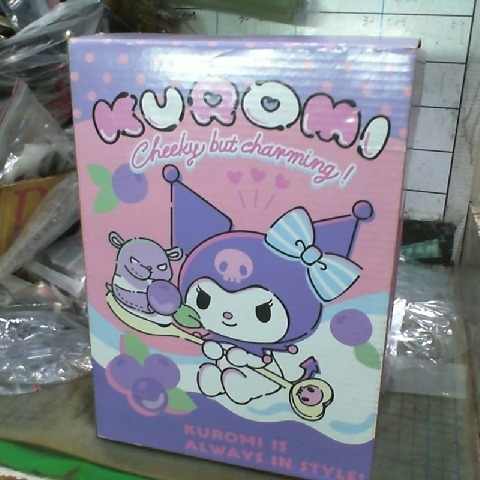 KUROMI
Cheeky but charming!
KUROMI IS
ALWAYS IN STYLE!